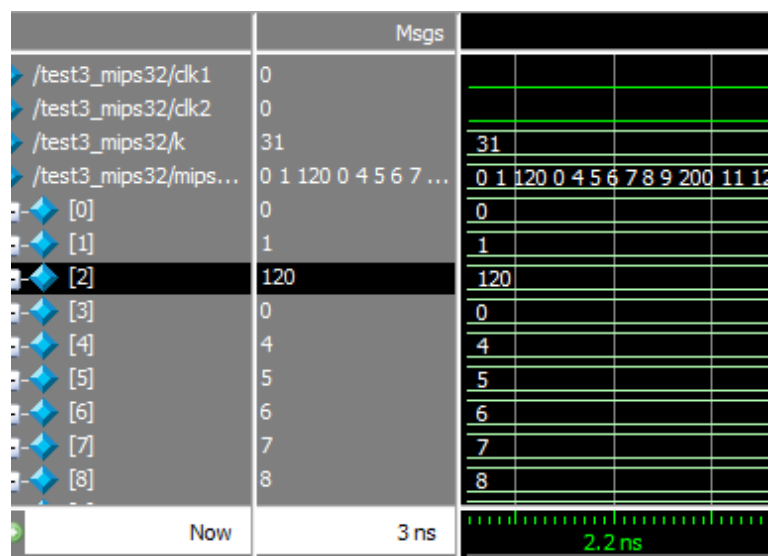 Msgs
/test3_mips32/clk1 0
/test3_mips32/clk2 0
/test3_mips32/k 31 31
/test3_mips32/mips... 0 1 120 0 4 5 6 7 ... 0 1 120 0 4 5 6 7 8 9 200 11 12
[0] 0 0
[1] 1 1
[2] 120 120
[3] 0 0
[4] 4 4
[5] 5 5
[6] 6 6
[7] 7 7
[8] 8 8
Now 3 ns
2.2 ns